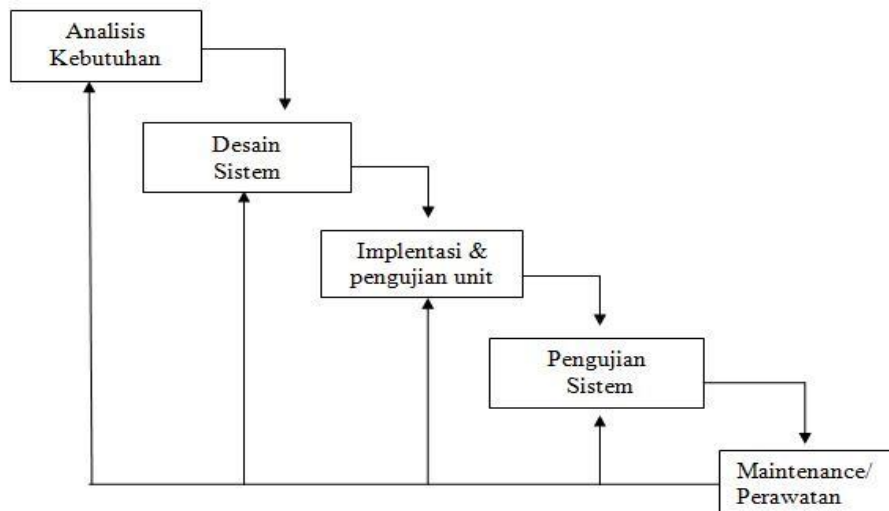 Analisis
Kebutuhan
Desain
Sistem
Implentasi &
pengujian unit
Pengujian
Sistem
Maintenance/
Perawatan